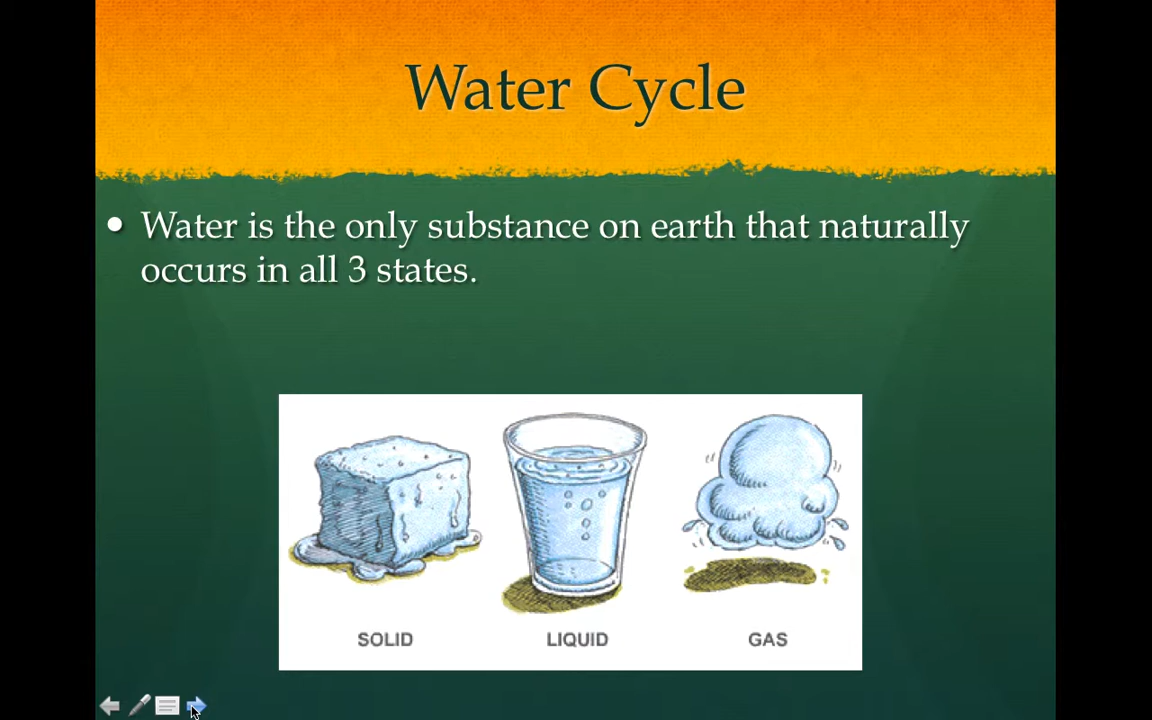 Water Cycle
• Water is the only substance on earth that naturally
occurs in all 3 states.
SOLID LIQUID GAS